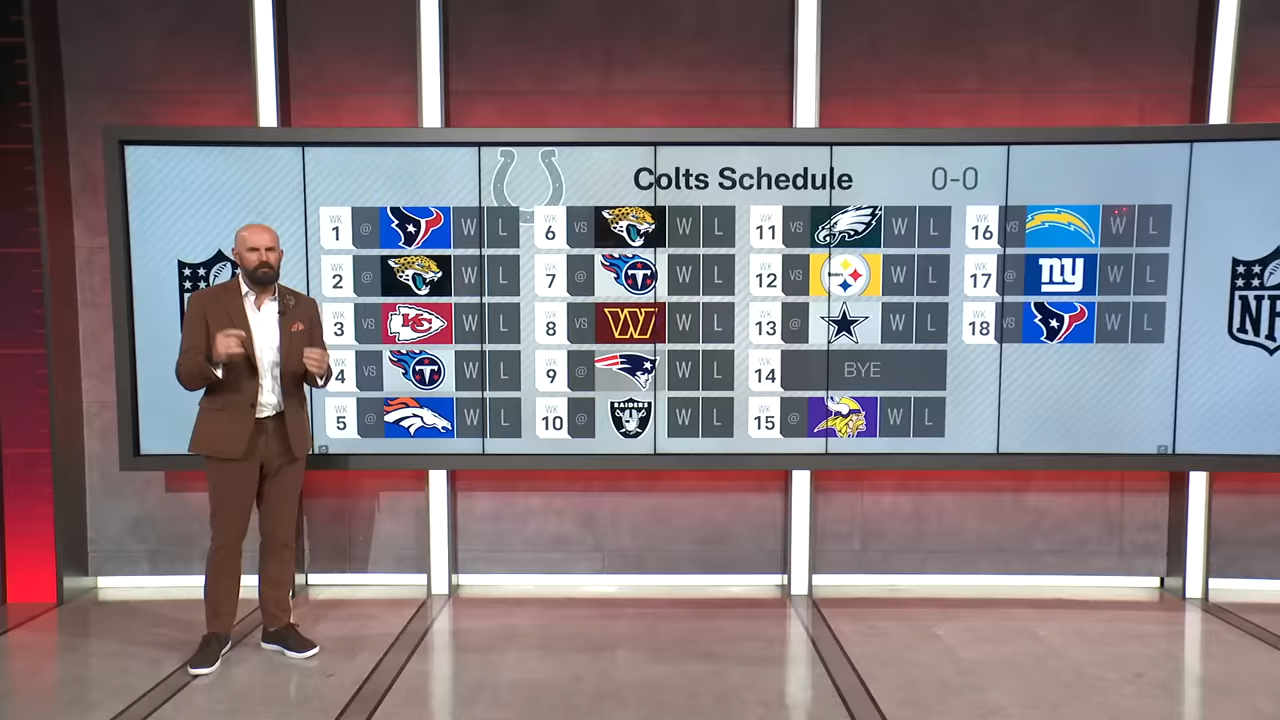 Colts Schedule 0-0
WK 1 @ W L
WK 2 @ W L
WK 3 VS KC W L
WK 4 VS T W L
WK 5 @ W L
WK 6 VS W L
WK 7 @ T W L
WK 8 VS W W L
WK 9 @ W L
WK 10 @ RAIDERS W L
WK 11 VS W L
WK 12 VS Steelers W L
WK 13 @ W L
WK 14 BYE
WK 15 @ W L
WK 16 VS W L
WK 17 @ ny W L
WK 18 VS W L
NF